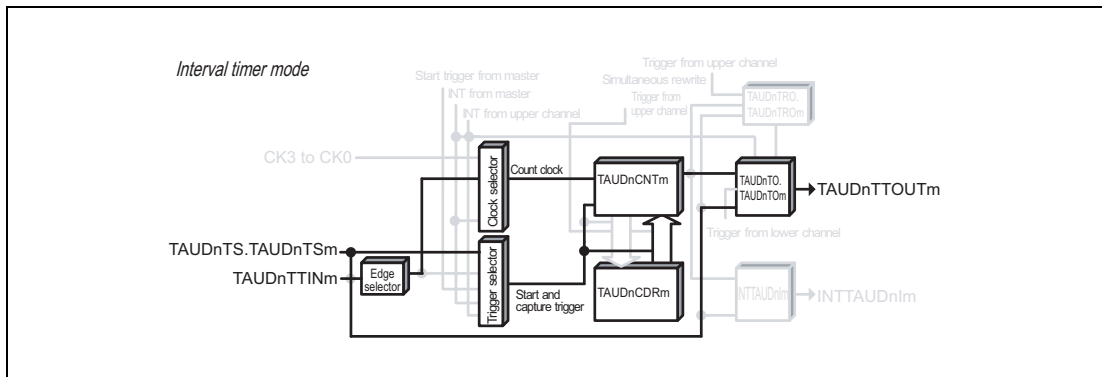 Interval timer mode
Start trigger from master
INT from master
INT from upper channel
Trigger from upper channel
Simultaneous rewrite
Trigger from
upper channel
TAUDnTRO.
TAUDnTROm
CK3 to CK0
Clock selector
Count clock
TAUDnCNTm
TAUDnTO.
TAUDnTOm
TAUDnTTOUTm
Trigger from lower channel
TAUDnTS.TAUDnTSm
TAUDnTTINm
Edge
selector
Trigger selector
Start and
capture trigger
TAUDnCDRm
INTTAUDnIm
INTTAUDnIm